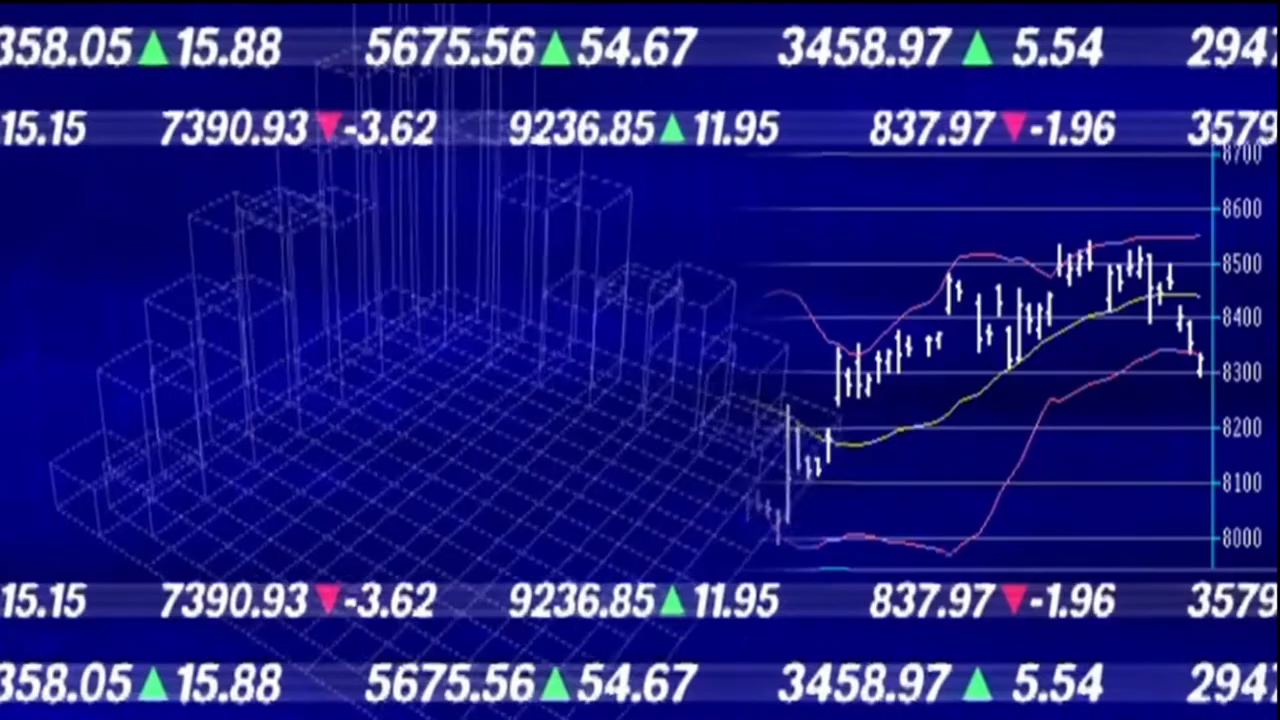 358.05 ▲ 15.88 5675.56 ▲ 54.67 3458.97 ▲ 5.54 2947
15.15 7390.93 ▼ -3.62 9236.85 ▲ 11.95 837.97 ▼ -1.96 3579
8700
8600
8500
8400
8300
8200
8100
8000
15.15 7390.93 ▼ -3.62 9236.85 ▲ 11.95 837.97 ▼ -1.96 3579
358.05 ▲ 15.88 5675.56 ▲ 54.67 3458.97 ▲ 5.54 2947